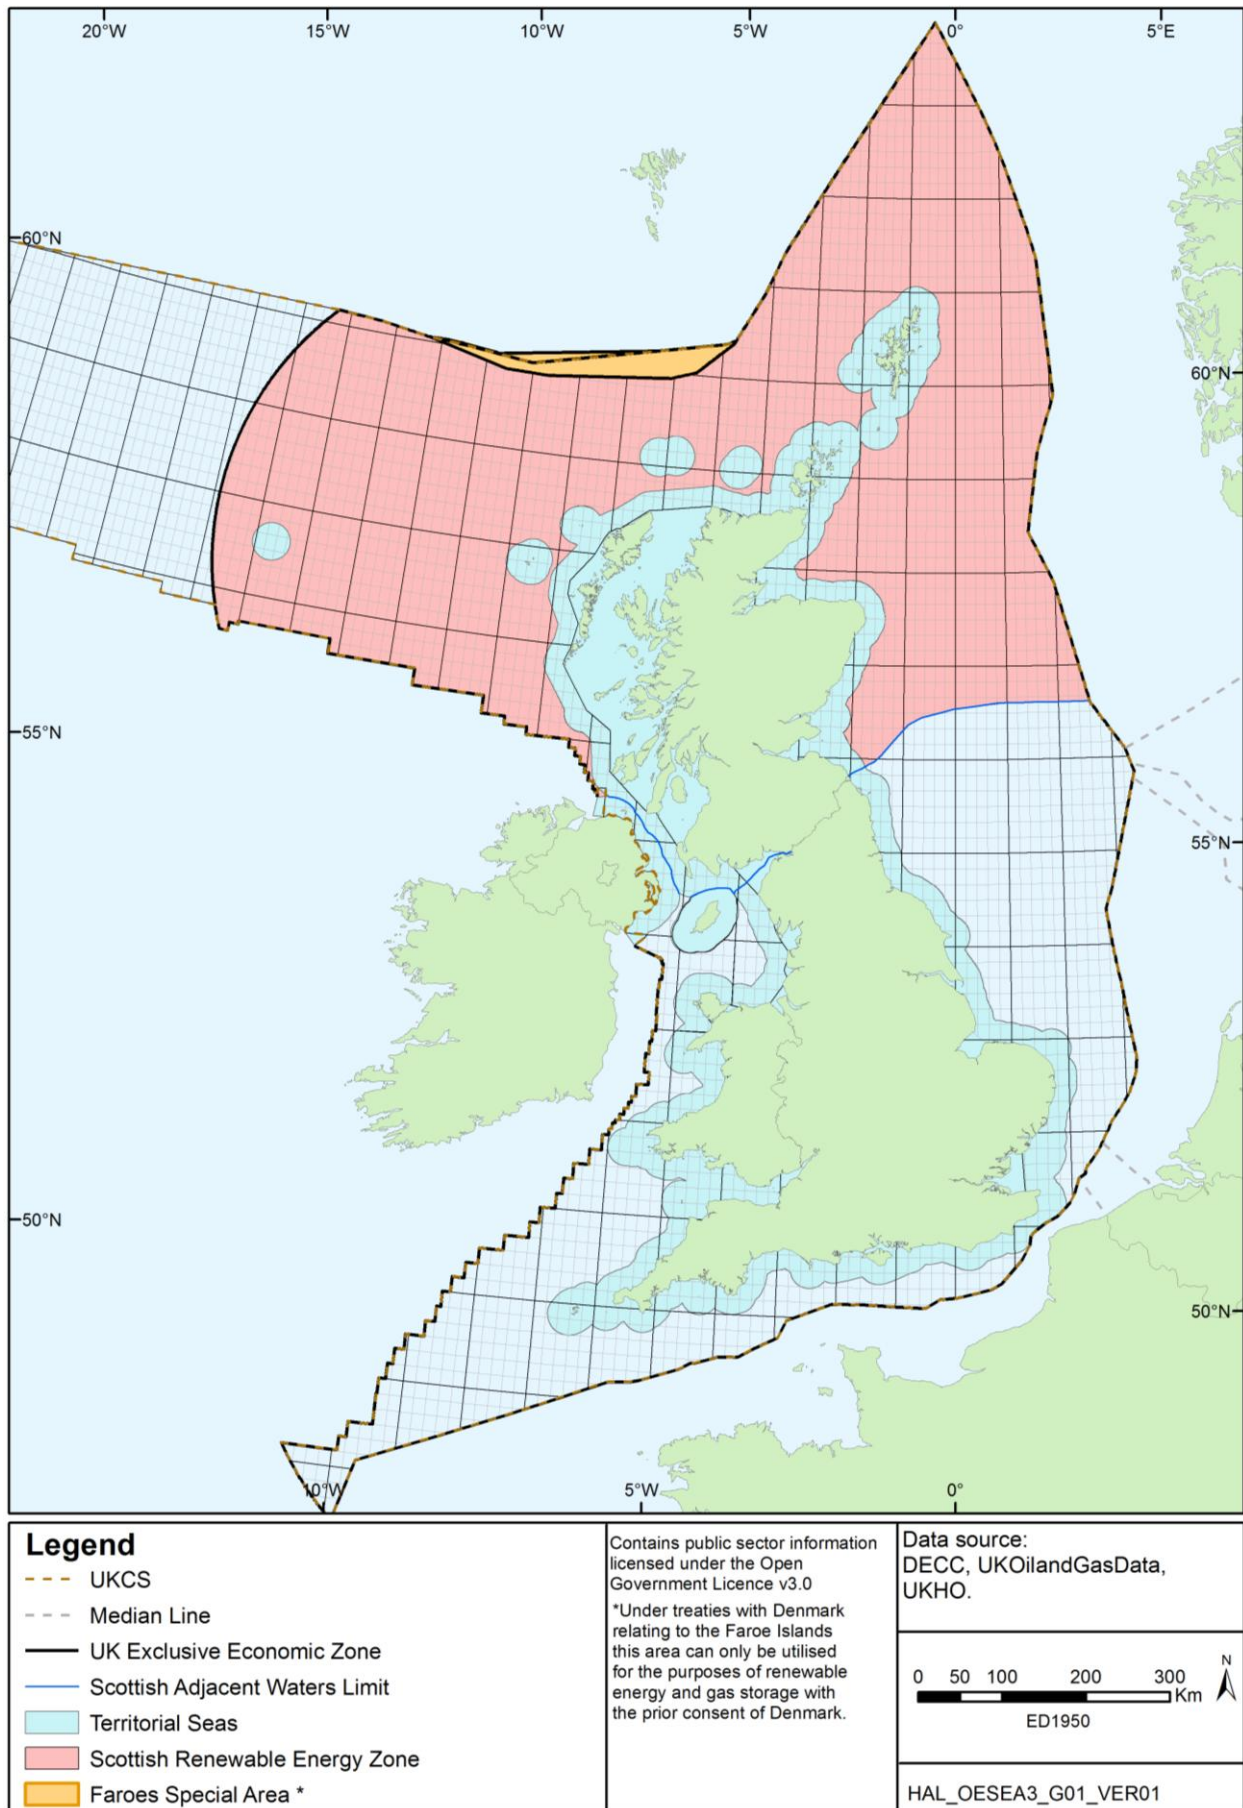 20°W 15°W 10°W 5°W 0° 5°E
60°N
60°N
55°N
55°N
50°N
50°N
10°W 5°W 0°
Legend
UKCS
Median Line
UK Exclusive Economic Zone
Scottish Adjacent Waters Limit
Territorial Seas
Scottish Renewable Energy Zone
Faroes Special Area *
Contains public sector information
licensed under the Open
Government Licence v3.0
*Under treaties with Denmark
relating to the Faroe Islands
this area can only be utilised
for the purposes of renewable
energy and gas storage with
the prior consent of Denmark.
Data source:
DECC, UKOilandGasData,
UKHO.
0 50 100 200 300
Km
N
ED1950
HAL_OESEA3_G01_VER01